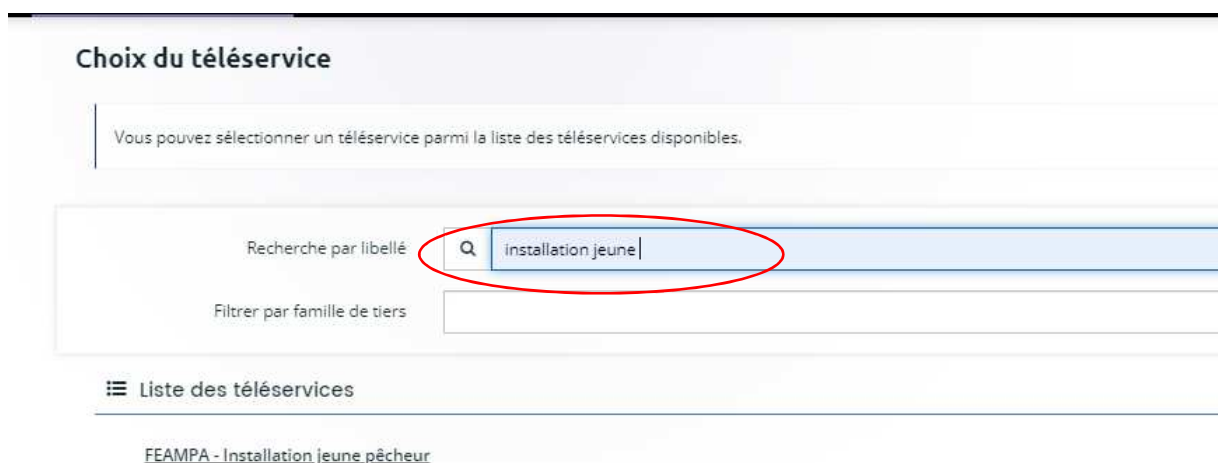 Choix du téléservice
Vous pouvez sélectionner un téléservice parmi la liste des téléservices disponibles.
Recherche par libellé
installation jeune
Filtrer par famille de tiers
Liste des téléservices
FEAMPA - Installation jeune pêcheur